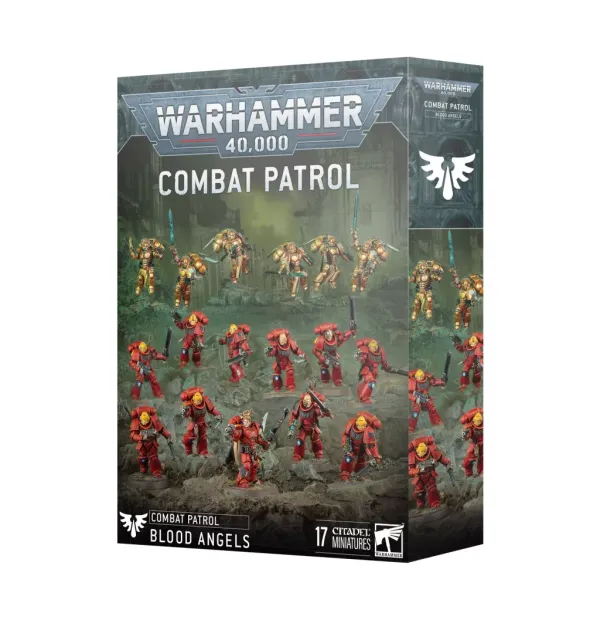 WARHAMMER
40,000
COMBAT PATROL
COMBAT PATROL
BLOOD ANGELS
17 CITADEL
MINIATURES
WARHAMMER
WARHAMMER
40,000
COMBAT PATROL
BLOOD ANGELS